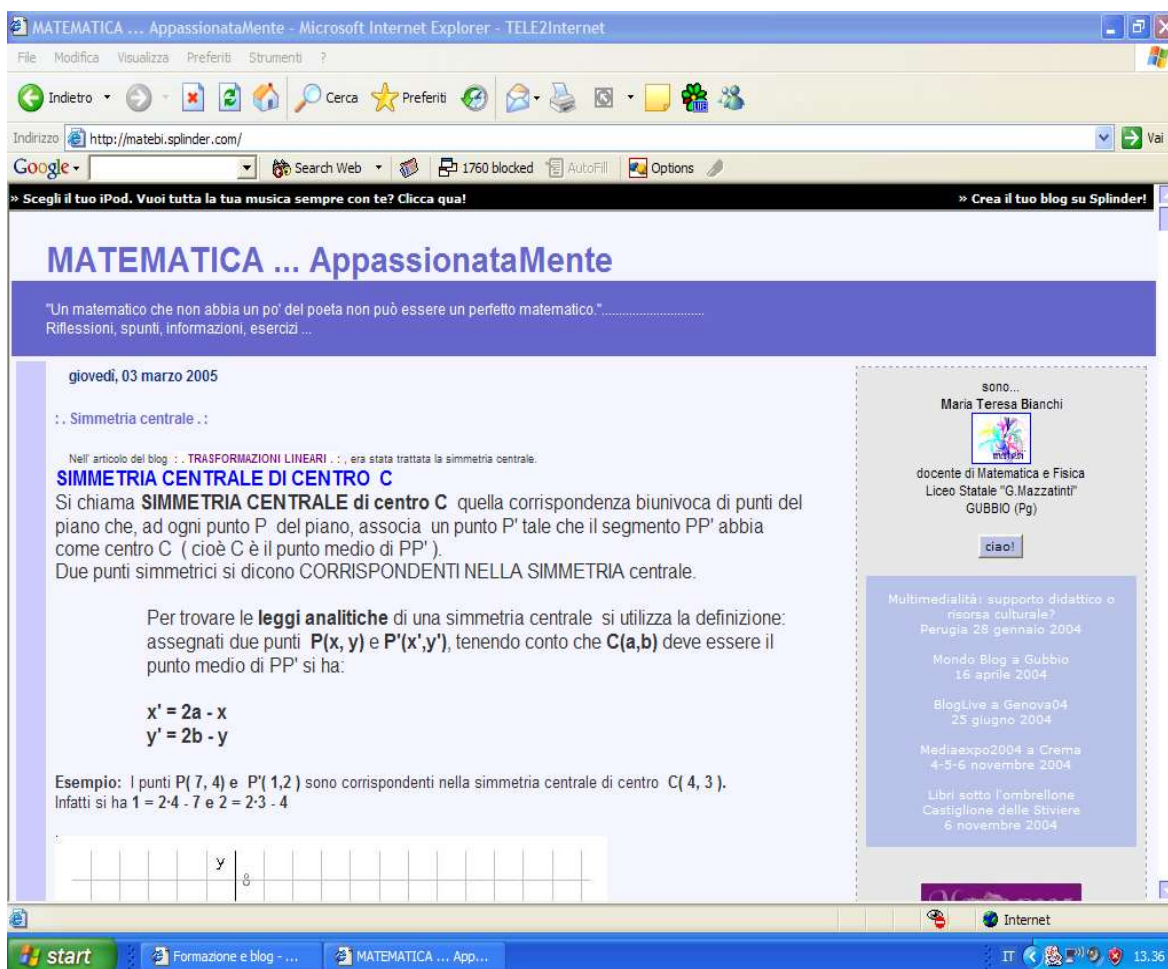 MATEMATICA ... AppassionataMente - Microsoft Internet Explorer - TELE2Internet
File Modifica Visualizza Preferiti Strumenti ?
Indietro Cerca Preferiti
Indirizzo http://matebi.splinder.com/ Vai
Google Search Web 1760 blocked AutoFill Options
» Scegli il tuo iPod. Vuoi tutta la tua musica sempre con te? Clicca qua! » Crea il tuo blog su Splinder!
MATEMATICA ... AppassionataMente
"Un matematico che non abbia un po' del poeta non può essere un perfetto matematico.".............................
Riflessioni, spunti, informazioni, esercizi ...
giovedì, 03 marzo 2005
: . Simmetria centrale . :
Nell' articolo del blog : . TRASFORMAZIONI LINEARI . : , era stata trattata la simmetria centrale.
SIMMETRIA CENTRALE DI CENTRO C
Si chiama SIMMETRIA CENTRALE di centro C quella corrispondenza biunivoca di punti del
piano che, ad ogni punto P del piano, associa un punto P' tale che il segmento PP' abbia
come centro C ( cioè C è il punto medio di PP' ).
Due punti simmetrici si dicono CORRISPONDENTI NELLA SIMMETRIA centrale.
Per trovare le leggi analitiche di una simmetria centrale si utilizza la definizione:
assegnati due punti P(x, y) e P'(x',y'), tenendo conto che C(a,b) deve essere il
punto medio di PP' si ha:
x' = 2a - x
y' = 2b - y
Esempio: I punti P( 7, 4) e P'( 1,2 ) sono corrispondenti nella simmetria centrale di centro C( 4, 3 ).
Infatti si ha 1 = 2·4 - 7 e 2 = 2·3 - 4
y
8
sono...
Maria Teresa Bianchi
matebi
docente di Matematica e Fisica
Liceo Statale "G.Mazzatinti"
GUBBIO (Pg)
ciao!
Multimedialità: supporto didattico o
risorsa culturale?
Perugia 28 gennaio 2004
Mondo Blog a Gubbio
16 aprile 2004
BlogLive a Genova04
25 giugno 2004
Mediaexpo2004 a Crema
4-5-6 novembre 2004
Libri sotto l'ombrellone
Castiglione delle Stiviere
6 novembre 2004
Internet
start Formazione e blog - ... MATEMATICA ... App... IT 13.36